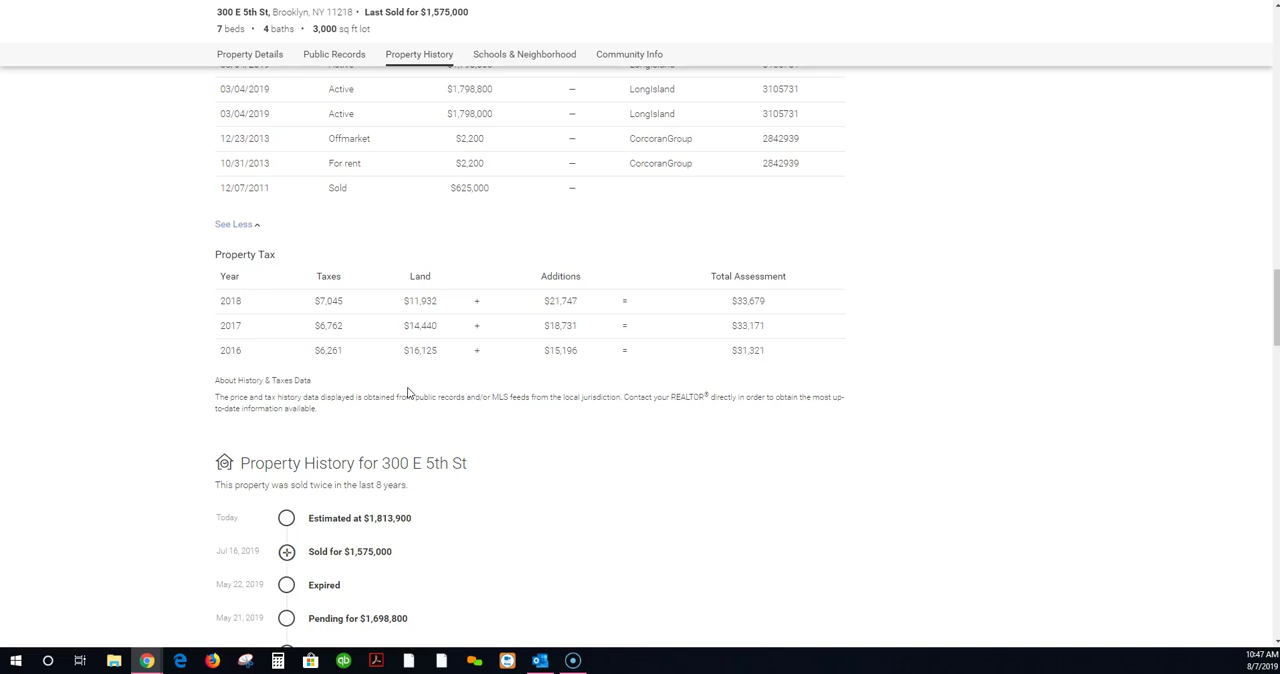 300 E 5th St, Brooklyn, NY 11218 • Last Sold for $1,575,000
7 beds • 4 baths • 3,000 sq ft lot
Property Details Public Records Property History Schools & Neighborhood Community Info
03/04/2019 Active $1,798,800 — LongIsland 3105731
03/04/2019 Active $1,798,000 — LongIsland 3105731
12/23/2013 Offmarket $2,200 — CorcoranGroup 2842939
10/31/2013 For rent $2,200 — CorcoranGroup 2842939
12/07/2011 Sold $625,000 —
See Less
Property Tax
Year Taxes Land Additions Total Assessment
2018 $7,045 $11,932 + $21,747 = $33,679
2017 $6,762 $14,440 + $18,731 = $33,171
2016 $6,261 $16,125 + $15,196 = $31,321
About History & Taxes Data
The price and tax history data displayed is obtained from public records and/or MLS feeds from the local jurisdiction. Contact your REALTOR® directly in order to obtain the most up-
to-date information available.
Property History for 300 E 5th St
This property was sold twice in the last 8 years.
Today Estimated at $1,813,900
Jul 16, 2019 Sold for $1,575,000
May 22, 2019 Expired
May 21, 2019 Pending for $1,698,800
10:47 AM
8/7/2019